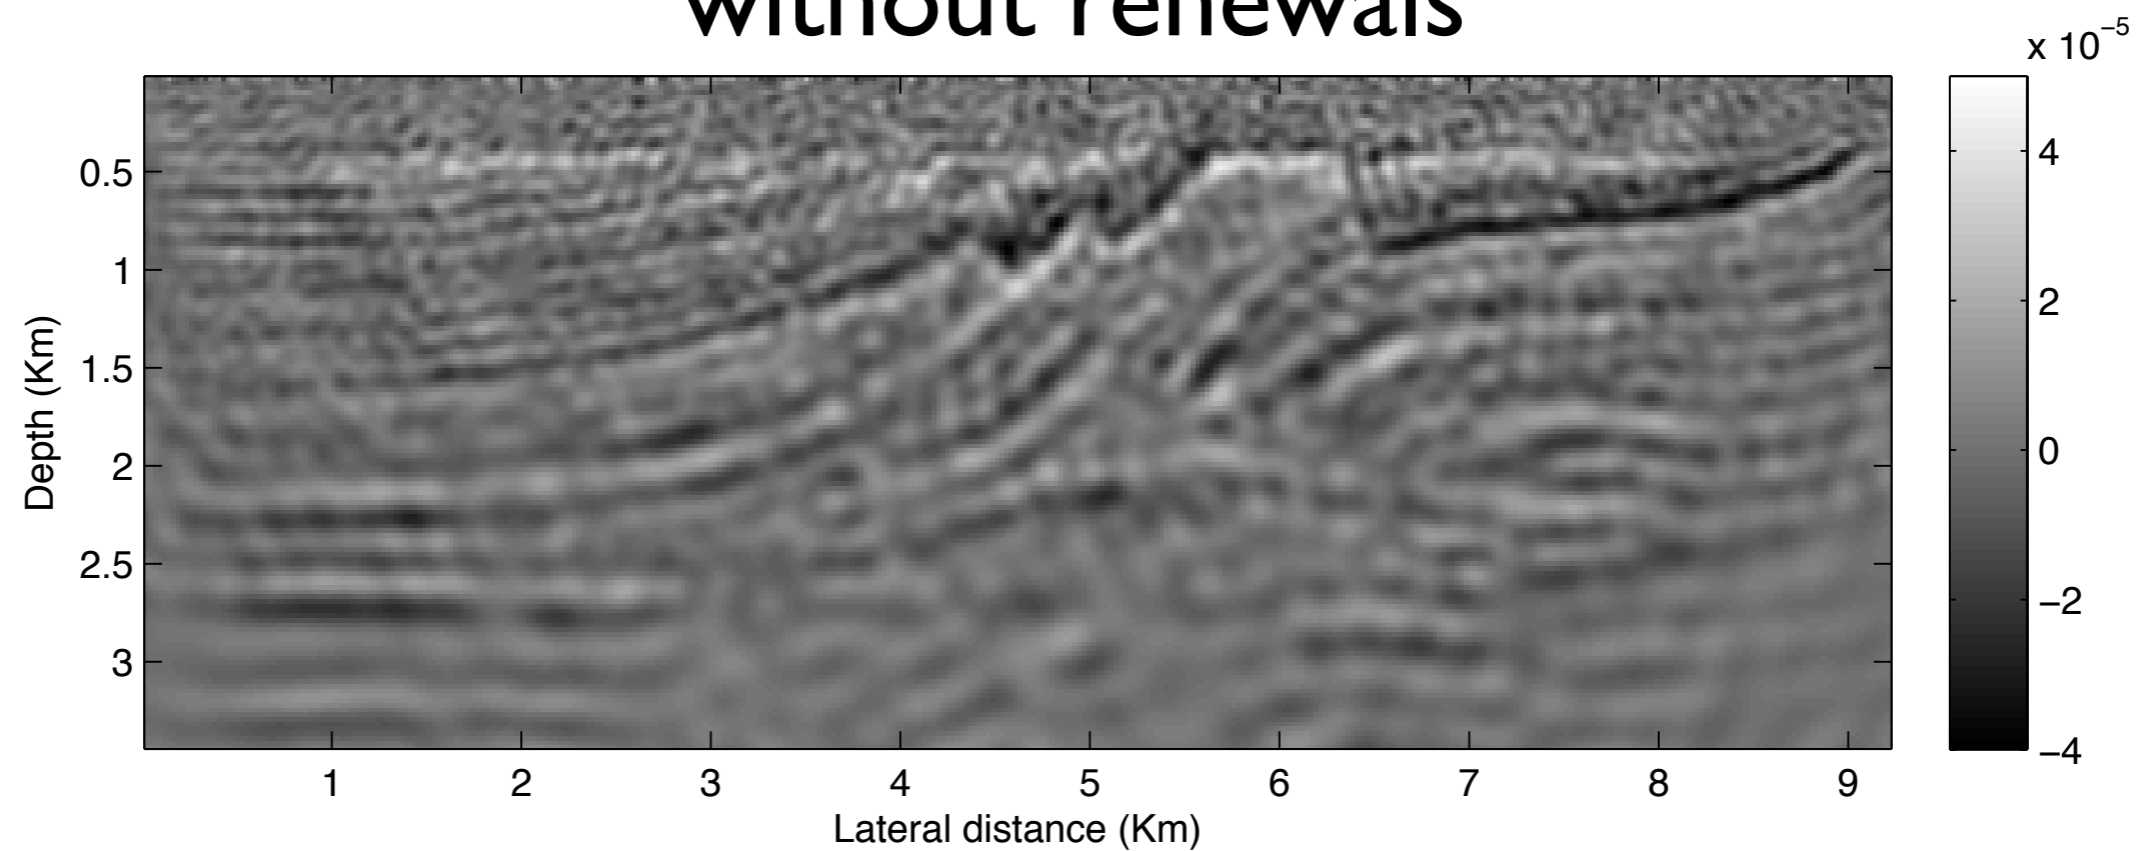 without renewals
x 10−5
0.5
1
1.5
2
2.5
3
Depth (Km)
1 2 3 4 5 6 7 8 9
Lateral distance (Km)
4
2
0
−2
−4